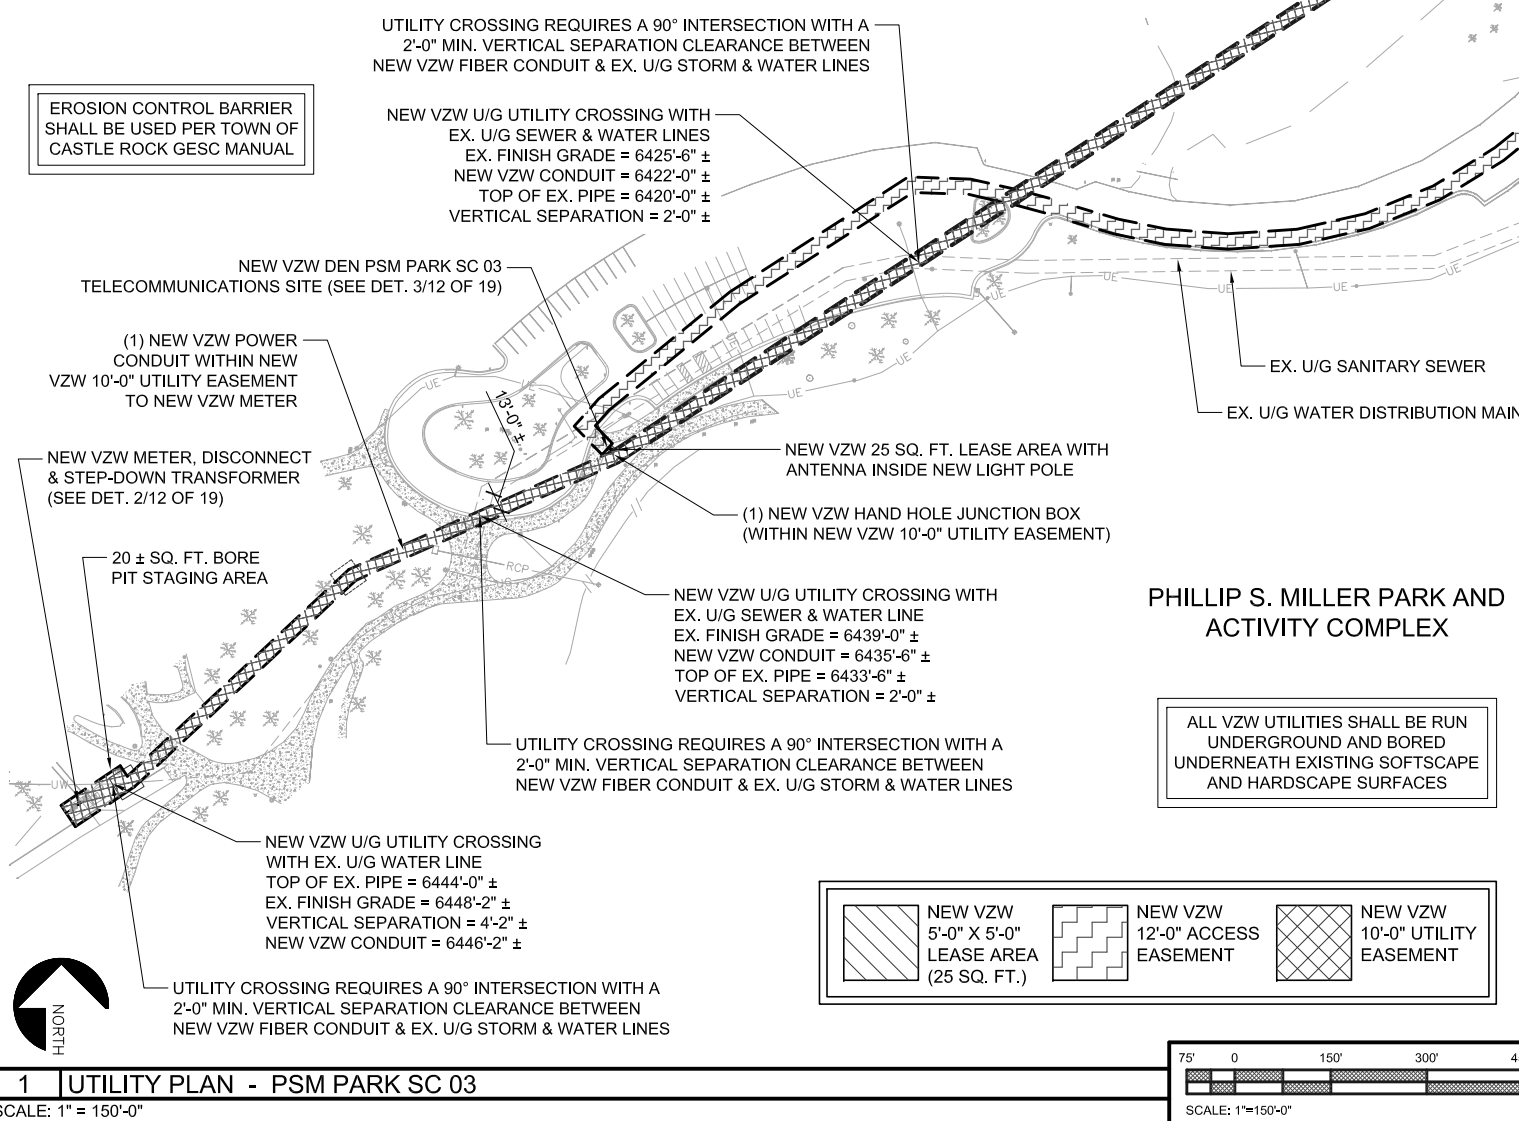 UTILITY CROSSING REQUIRES A 90° INTERSECTION WITH A
2'-0" MIN. VERTICAL SEPARATION CLEARANCE BETWEEN
NEW VZW FIBER CONDUIT & EX. U/G STORM & WATER LINES
EROSION CONTROL BARRIER
SHALL BE USED PER TOWN OF
CASTLE ROCK GESC MANUAL
NEW VZW U/G UTILITY CROSSING WITH
EX. U/G SEWER & WATER LINES
EX. FINISH GRADE = 6425'-6" ±
NEW VZW CONDUIT = 6422'-0" ±
TOP OF EX. PIPE = 6420'-0" ±
VERTICAL SEPARATION = 2'-0" ±
NEW VZW DEN PSM PARK SC 03
TELECOMMUNICATIONS SITE (SEE DET. 3/12 OF 19)
(1) NEW VZW POWER
CONDUIT WITHIN NEW
VZW 10'-0" UTILITY EASEMENT
TO NEW VZW METER
UE
UE
UE
UE
UE
UE
UE
UE
UE
13'-0" ±
EX. U/G SANITARY SEWER
EX. U/G WATER DISTRIBUTION MAIN
NEW VZW METER, DISCONNECT
& STEP-DOWN TRANSFORMER
(SEE DET. 2/12 OF 19)
NEW VZW 25 SQ. FT. LEASE AREA WITH
ANTENNA INSIDE NEW LIGHT POLE
(1) NEW VZW HAND HOLE JUNCTION BOX
(WITHIN NEW VZW 10'-0" UTILITY EASEMENT)
20 ± SQ. FT. BORE
PIT STAGING AREA
RCP
NEW VZW U/G UTILITY CROSSING WITH
EX. U/G SEWER & WATER LINE
EX. FINISH GRADE = 6439'-0" ±
NEW VZW CONDUIT = 6435'-6" ±
TOP OF EX. PIPE = 6433'-6" ±
VERTICAL SEPARATION = 2'-0" ±
PHILLIP S. MILLER PARK AND
ACTIVITY COMPLEX
UTILITY CROSSING REQUIRES A 90° INTERSECTION WITH A
2'-0" MIN. VERTICAL SEPARATION CLEARANCE BETWEEN
NEW VZW FIBER CONDUIT & EX. U/G STORM & WATER LINES
ALL VZW UTILITIES SHALL BE RUN
UNDERGROUND AND BORED
UNDERNEATH EXISTING SOFTSCAPE
AND HARDSCAPE SURFACES
NEW VZW U/G UTILITY CROSSING
WITH EX. U/G WATER LINE
TOP OF EX. PIPE = 6444'-0" ±
EX. FINISH GRADE = 6448'-2" ±
VERTICAL SEPARATION = 4'-2" ±
NEW VZW CONDUIT = 6446'-2" ±
NEW VZW
5'-0" X 5'-0"
LEASE AREA
(25 SQ. FT.)
NEW VZW
12'-0" ACCESS
EASEMENT
NEW VZW
10'-0" UTILITY
EASEMENT
UTILITY CROSSING REQUIRES A 90° INTERSECTION WITH A
2'-0" MIN. VERTICAL SEPARATION CLEARANCE BETWEEN
NEW VZW FIBER CONDUIT & EX. U/G STORM & WATER LINES
NORTH
1 UTILITY PLAN - PSM PARK SC 03
SCALE: 1" = 150'-0"
75' 0 150' 300'
SCALE: 1"=150'-0"